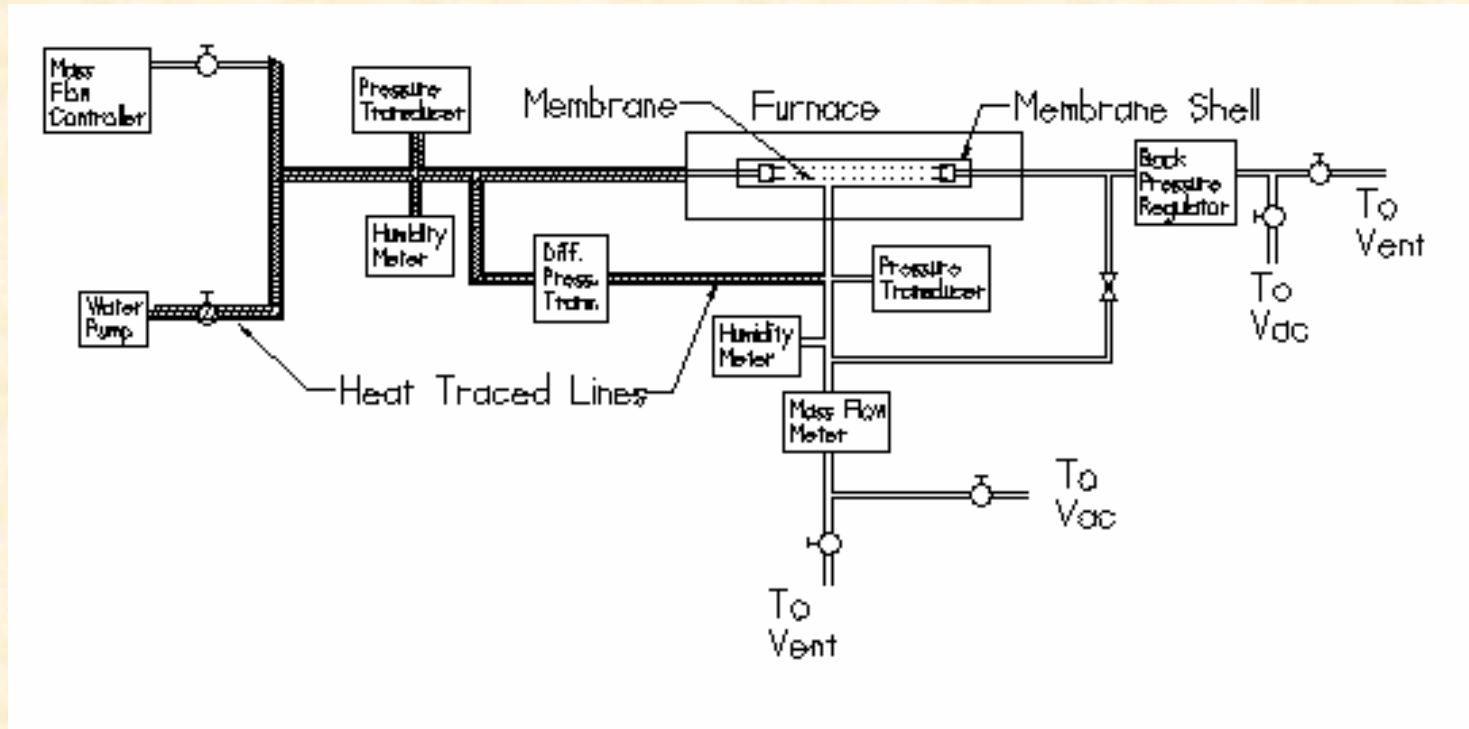 Mass
Flow
Controller
Pressure
Transducer
Membrane
Furnace
Membrane Shell
Back
Pressure
Regulator
To
Vent
To
Vac
Humidity
Meter
Diff.
Press.
Trans.
Pressure
Transducer
Water
Pump
Humidity
Meter
Heat Traced Lines
Mass Flow
Meter
To
Vac
To
Vent